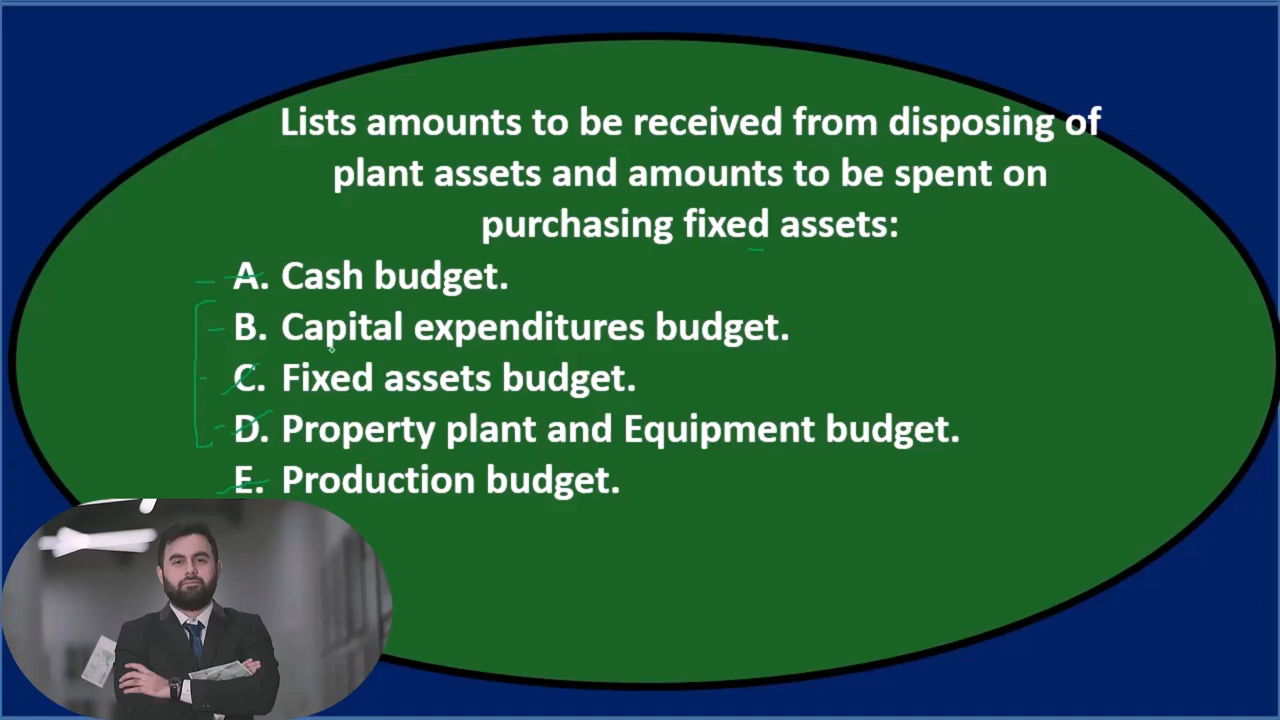 Lists amounts to be received from disposing of
plant assets and amounts to be spent on
purchasing fixed assets:
A. Cash budget.
B. Capital expenditures budget.
C. Fixed assets budget.
D. Property plant and Equipment budget.
E. Production budget.